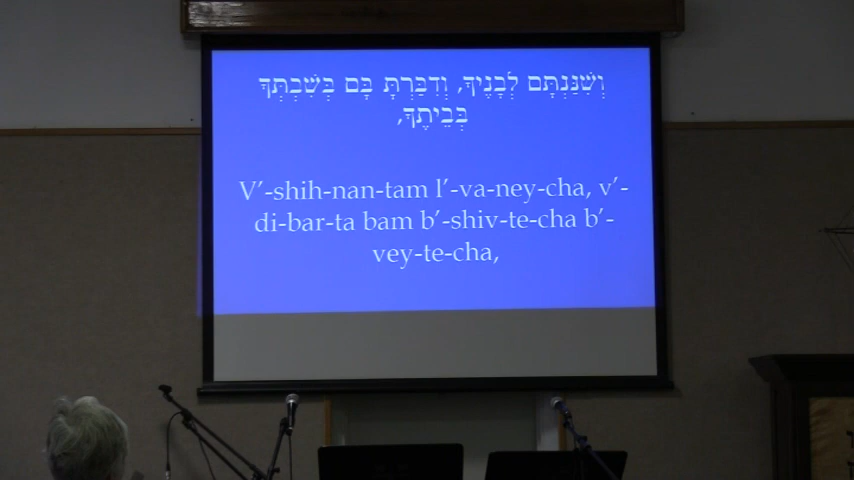 וְשִׁנַּנְתָּם לְבָנֶיךָ, וְדִבַּרְתָּ בָּם בְּשִׁבְתְּךָ
בְּבֵיתֶךָ,
V’-shih-nan-tam l’-va-ney-cha, v’-
di-bar-ta bam b’-shiv-te-cha b’-
vey-te-cha,